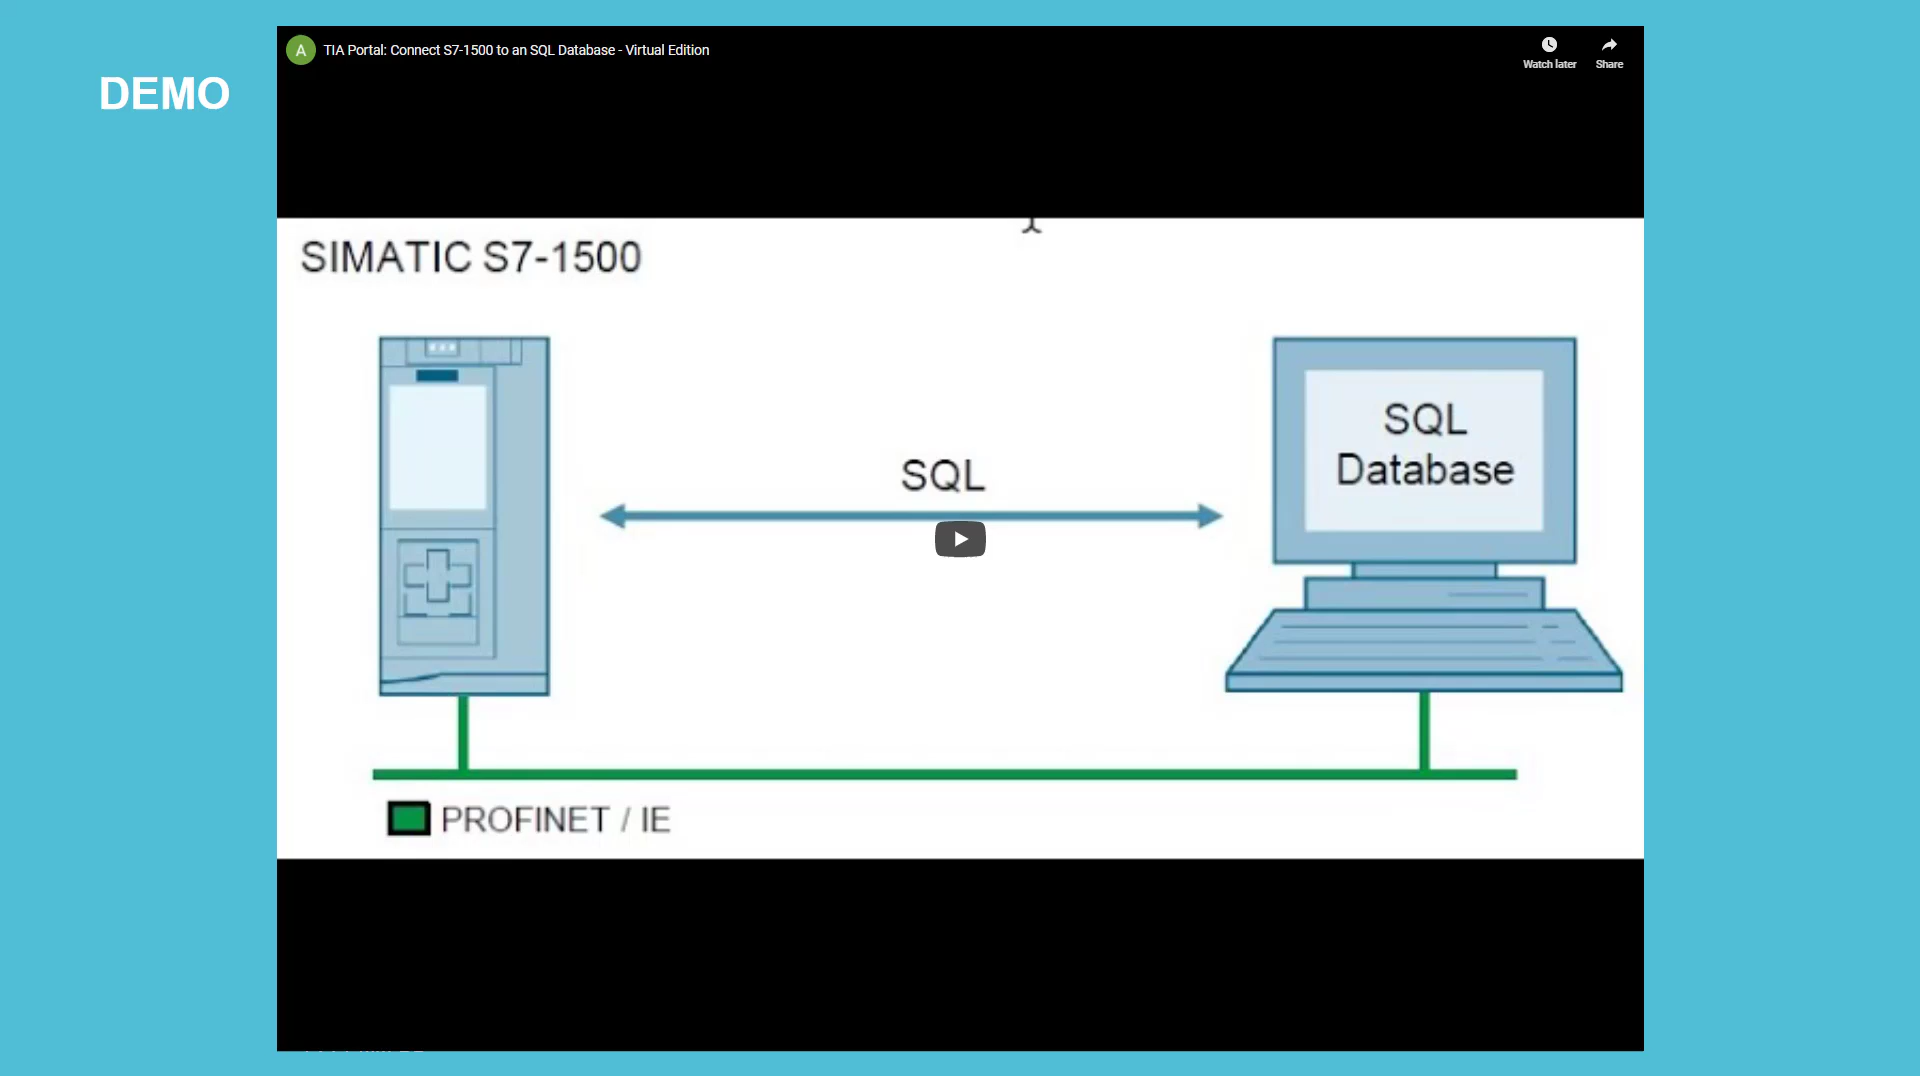 DEMO
A
TIA Portal: Connect S7-1500 to an SQL Database - Virtual Edition
Watch later
Share
SIMATIC S7-1500
SQL
SQL
Database
PROFINET / IE